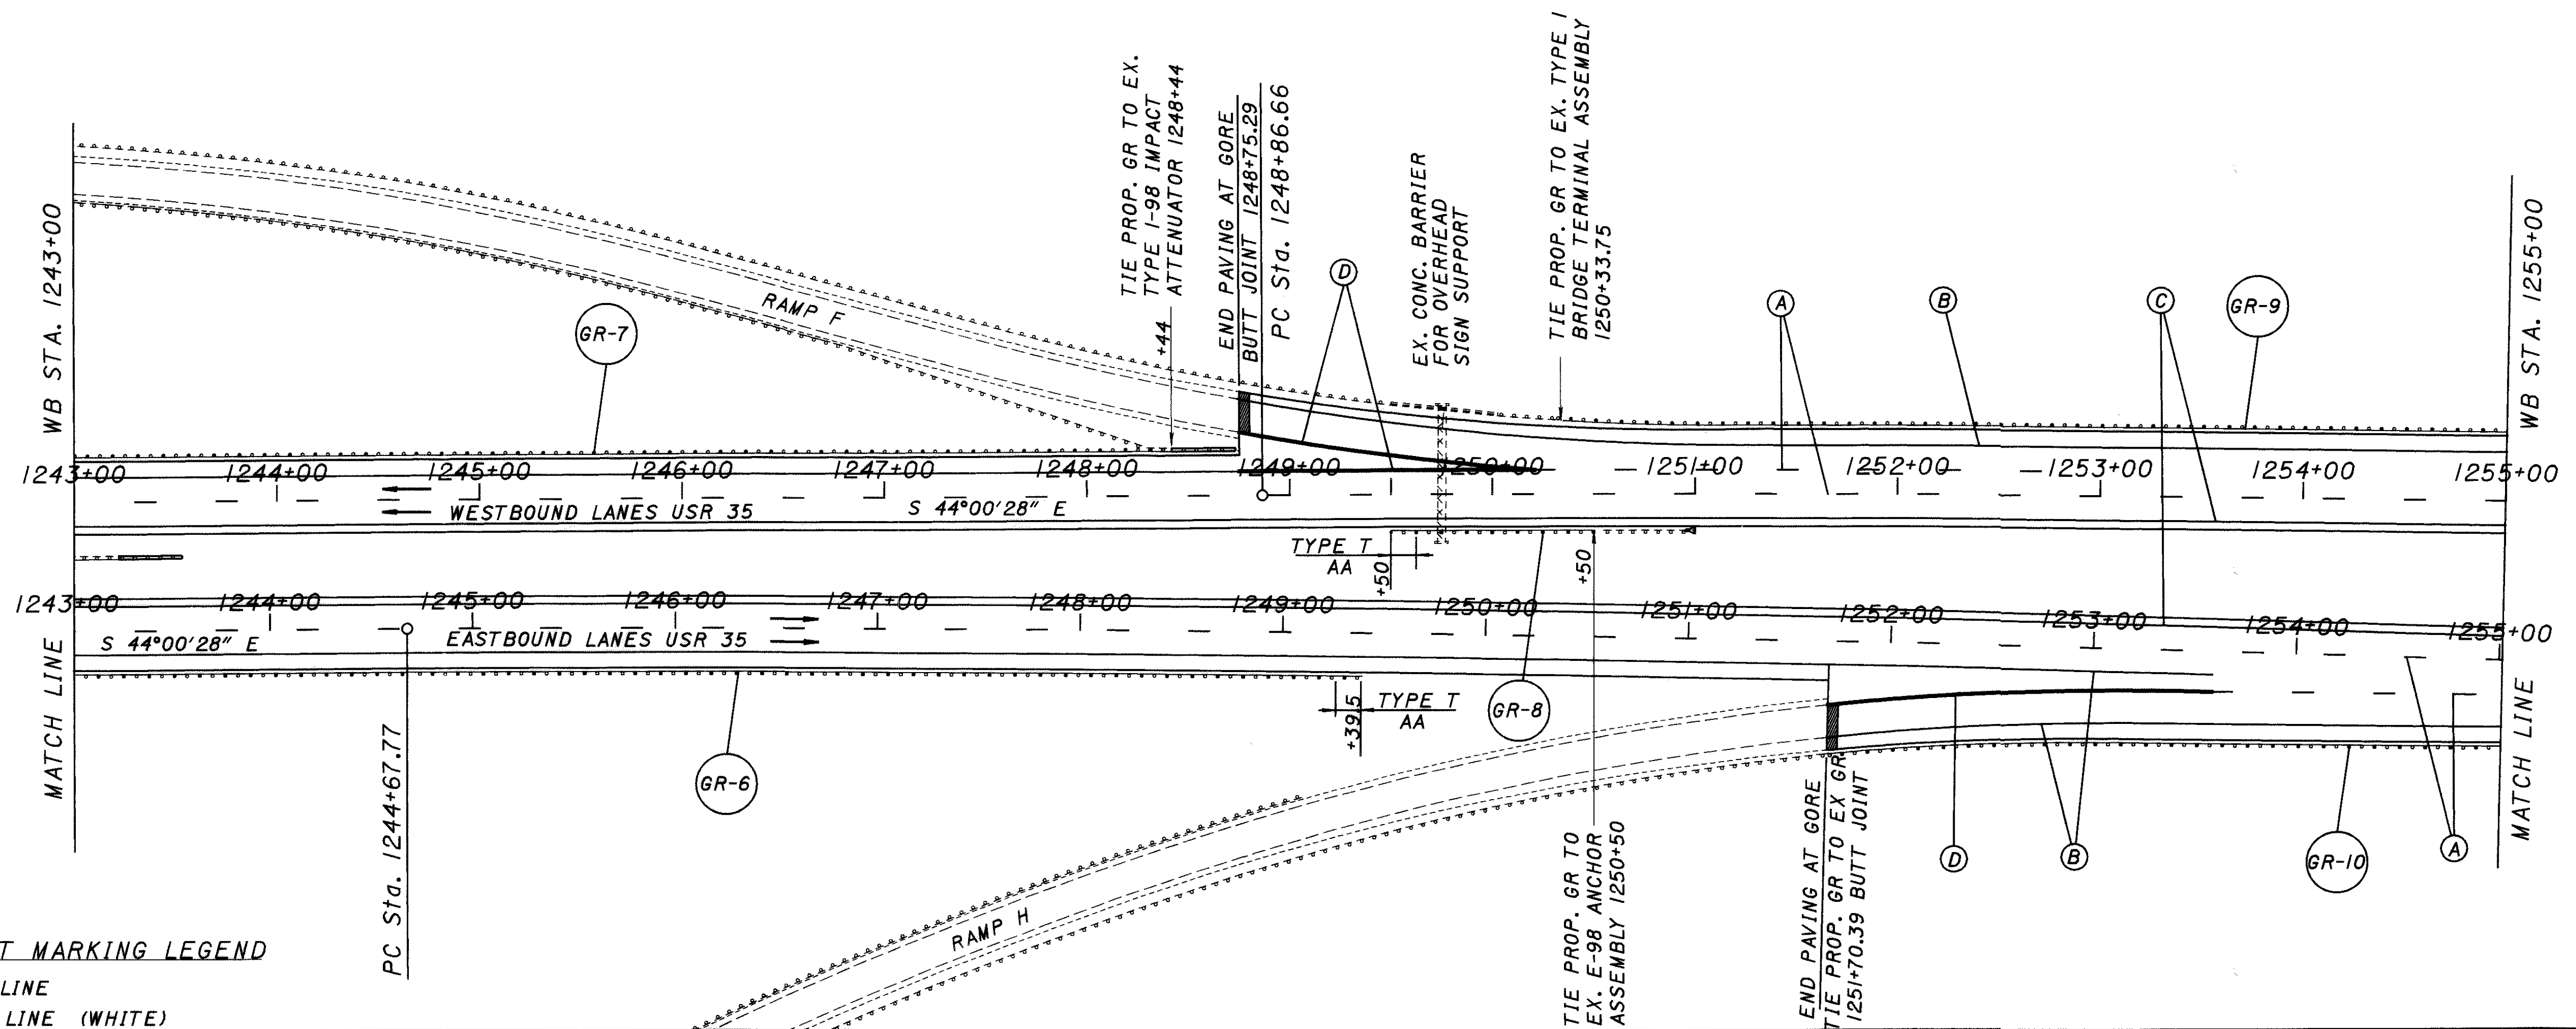 WB STA. 1243+00
MATCH LINE
RAMP F
GR-7
TIE PROP. GR TO EX.
TYPE 1-98 IMPACT
ATTENUATOR 1248+44
+44
END PAVING AT GORE
BUTT JOINT 1248+75.29
PC Sta. 1248+86.66
D
EX. CONC. BARRIER
FOR OVERHEAD
SIGN SUPPORT
TIE PROP. GR TO EX. TYPE 1
BRIDGE TERMINAL ASSEMBLY
1250+33.75
A
B
C
GR-9
WB STA. 1255+00
1243+00
1244+00
1245+00
1246+00
1247+00
1248+00
1249+00
1250+00
1251+00
1252+00
1253+00
1254+00
1255+00
WESTBOUND LANES USR 35
S 44°00'28" E
TYPE T
AA
+50
+50
1243+00
1244+00
1245+00
1246+00
1247+00
1248+00
1249+00
1250+00
1251+00
1252+00
1253+00
1254+00
1255+00
S 44°00'28" E
EASTBOUND LANES USR 35
PC Sta. 1244+67.77
GR-6
+39.5
TYPE T
AA
GR-8
RAMP H
TIE PROP. GR TO
EX. E-98 ANCHOR
ASSEMBLY 1250+50
END PAVING AT GORE
TIE PROP. GR TO EX GR
1251+70.39 BUTT JOINT
D
B
GR-10
A
MATCH LINE
T MARKING LEGEND
LINE
LINE (WHITE)